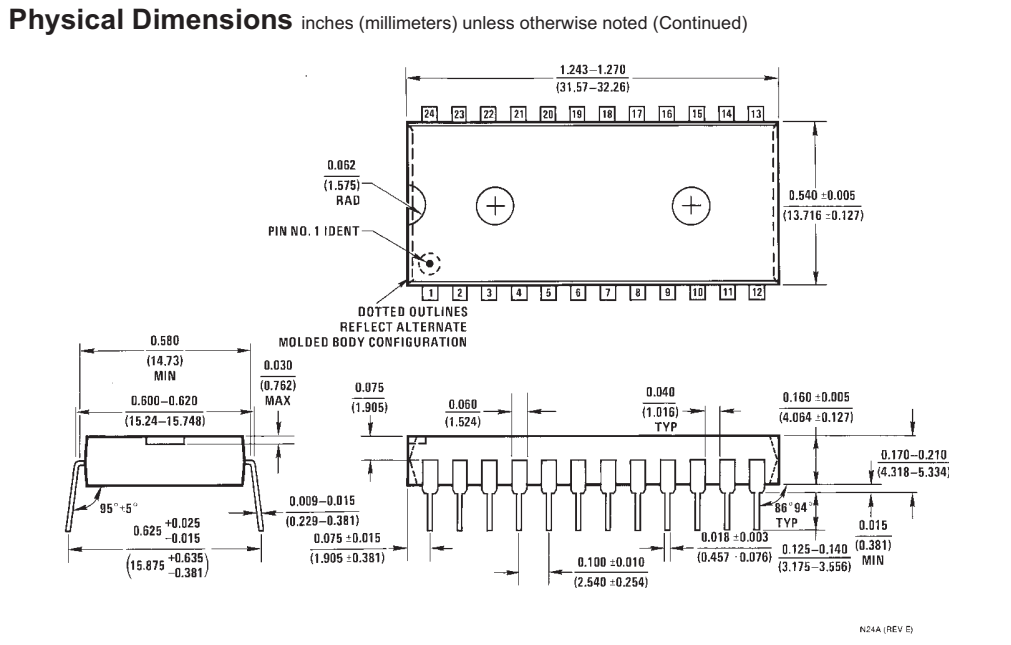 Physical Dimensions inches (millimeters) unless otherwise noted (Continued)
1.243–1.270
(31.57–32.26)
24 23 22 21 20 19 18 17 16 15 14 13
0.062
(1.575)
RAD
0.540 ±0.005
(13.716 ±0.127)
PIN NO. 1 IDENT
1 2 3 4 5 6 7 8 9 10 11 12
DOTTED OUTLINES
REFLECT ALTERNATE
MOLDED BODY CONFIGURATION
0.580
(14.73)
MIN
0.030
(0.762)
MAX
0.600–0.620
(15.24–15.748)
95°±5°
0.009–0.015
(0.229–0.381)
0.625 +0.025
-0.015
(15.875 +0.635
-0.381)
0.075
(1.905)
0.060
(1.524)
0.040
(1.016)
TYP
0.160 ±0.005
(4.064 ±0.127)
0.170–0.210
(4.318–5.334)
86°94°
TYP
0.015
(0.381)
MIN
0.075 ±0.015
(1.905 ±0.381)
0.100 ±0.010
(2.540 ±0.254)
0.018 ±0.003
(0.457 ±0.076)
0.125–0.140
(3.175–3.556)
N24A (REV E)